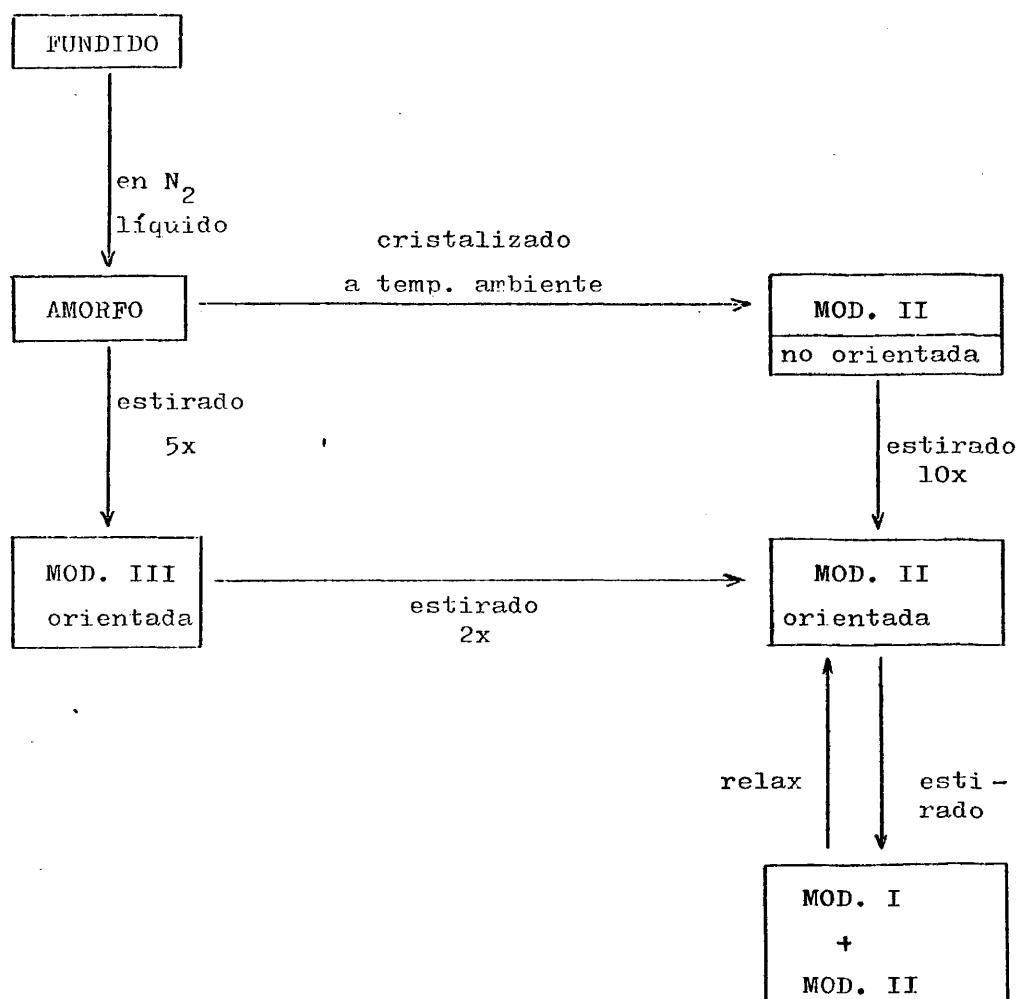 FUNDIDO
en N2
líquido
cristalizado
a temp. ambiente
AMORFO
MOD. II
no orientada
estirado
5x
estirado
10x
MOD. III
orientada
estirado
2x
MOD. II
orientada
relax
esti-
rado
MOD. I
+
MOD. II